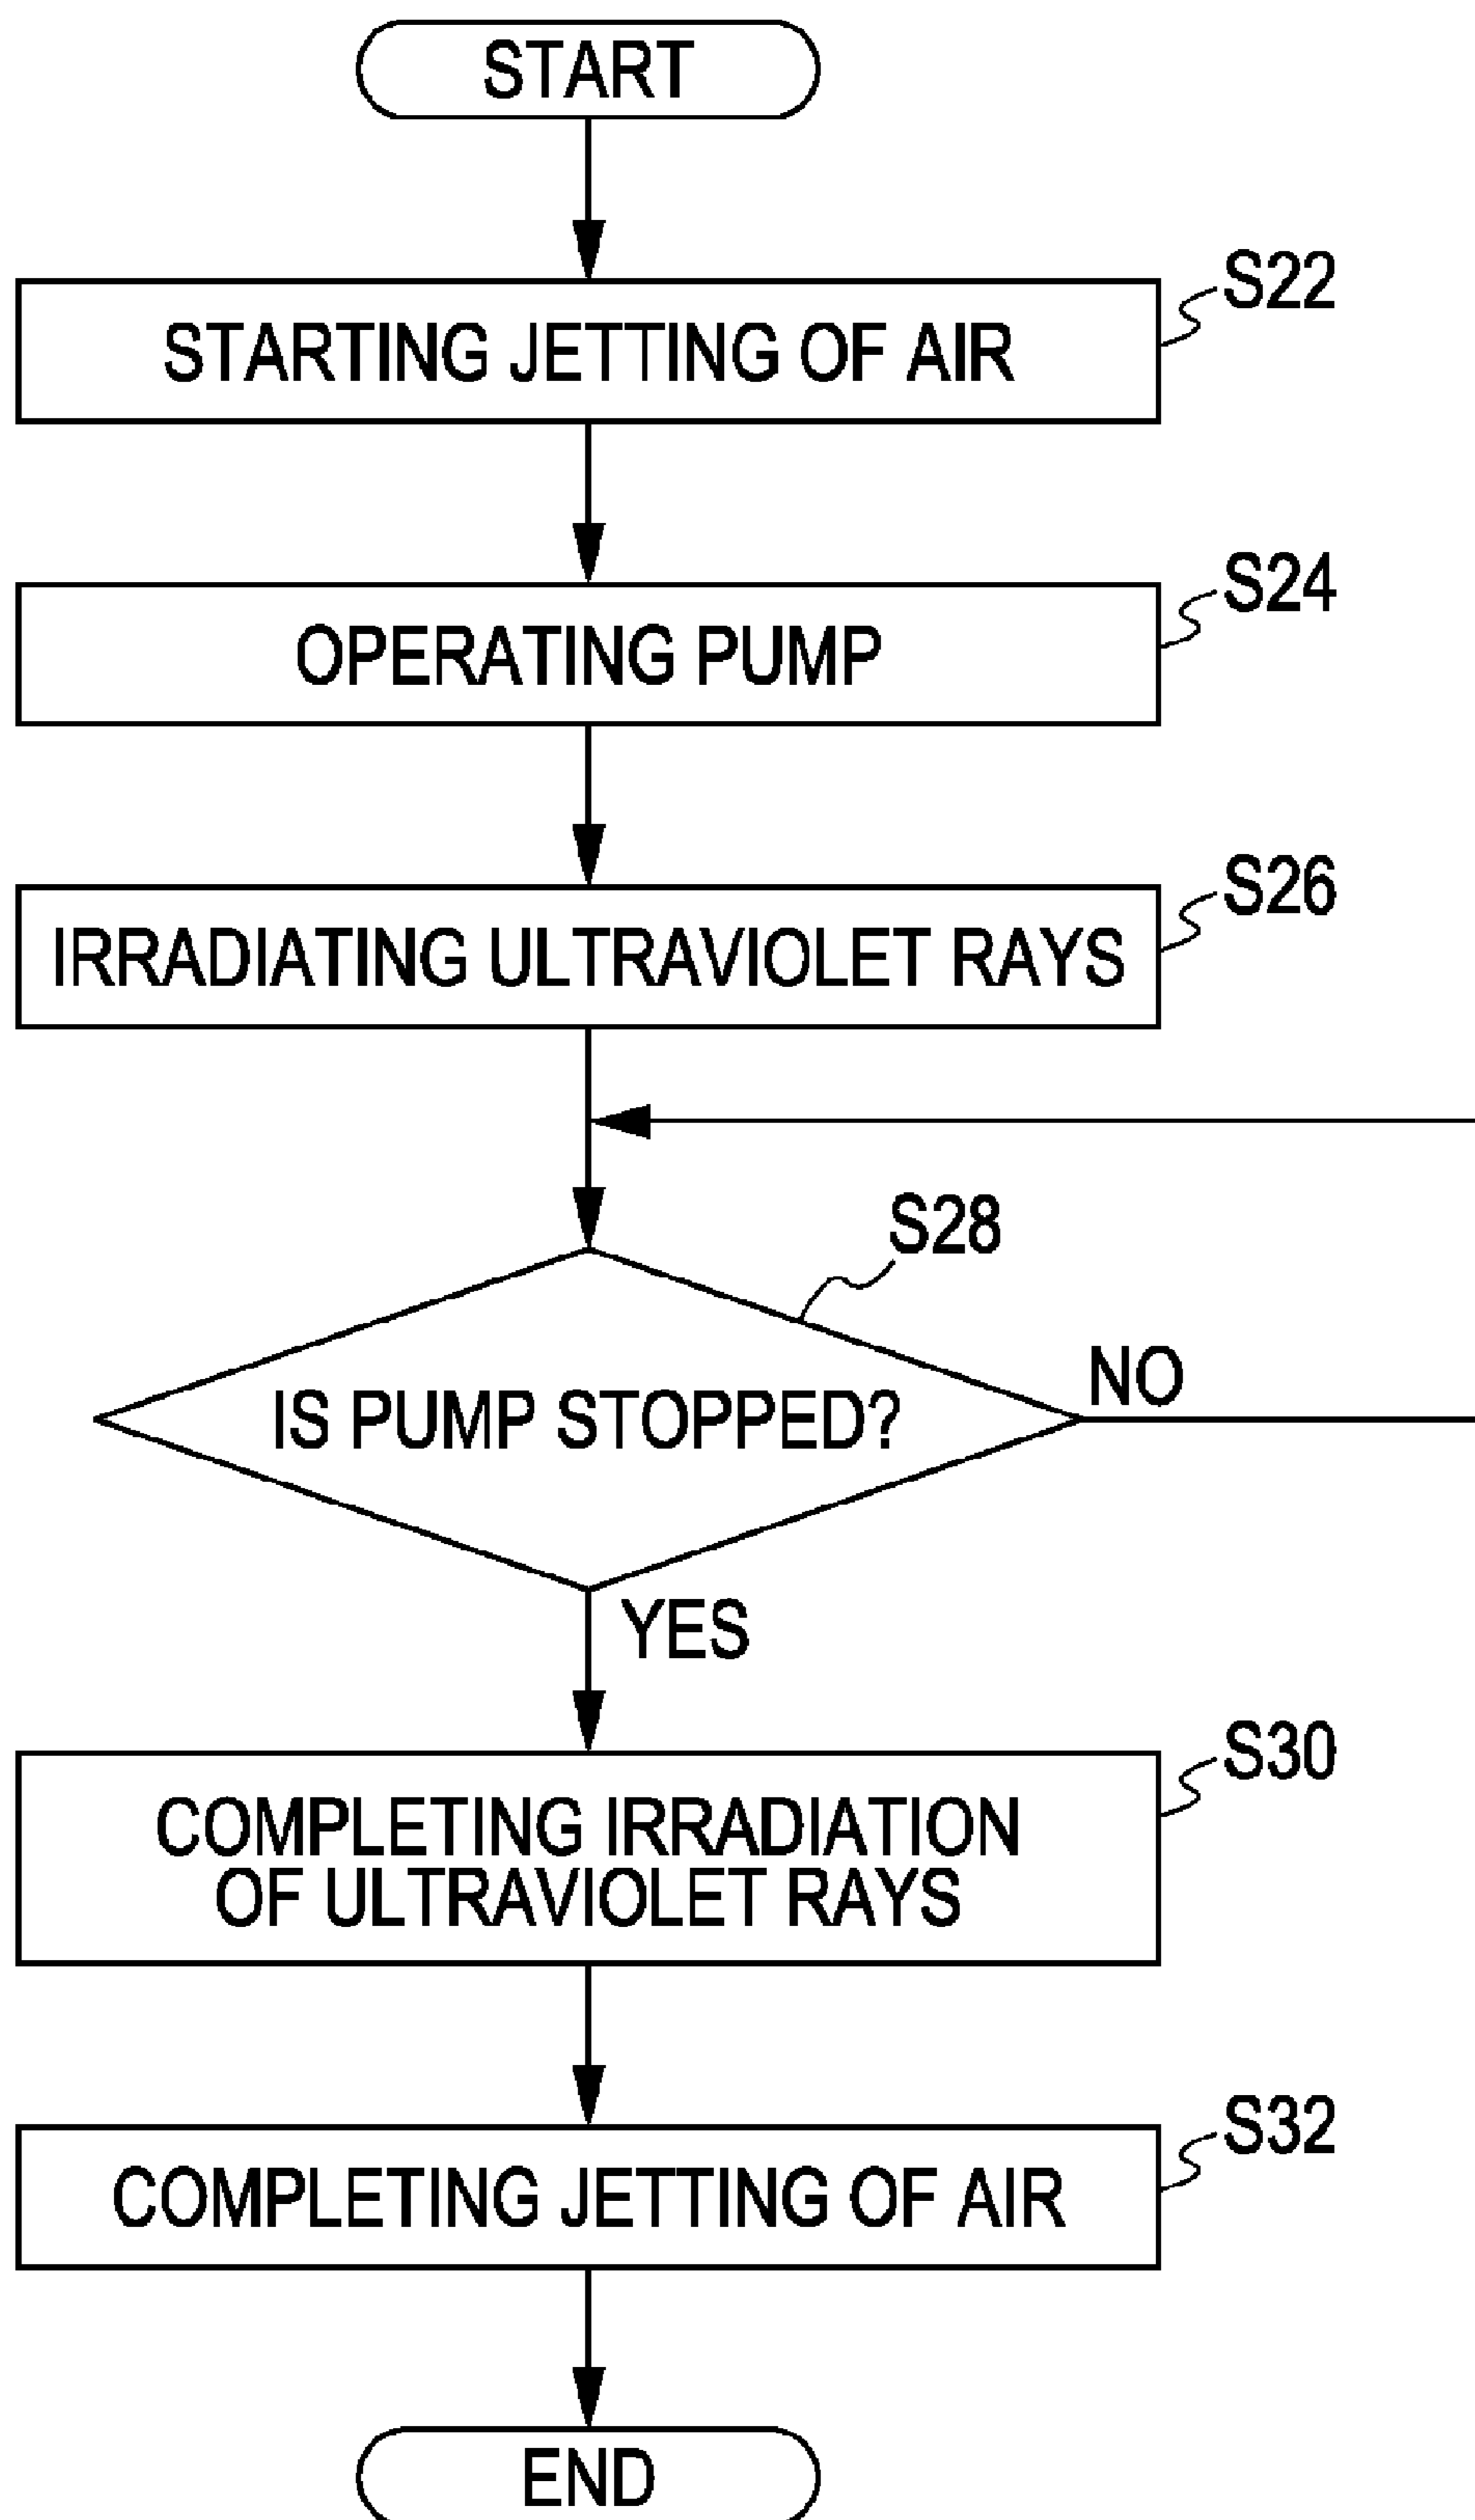 START
S22
STARTING JETTING OF AIR
S24
OPERATING PUMP
S26
IRRADIATING ULTRAVIOLET RAYS
S28
IS PUMP STOPPED?
NO
YES
S30
COMPLETING IRRADIATION
OF ULTRAVIOLET RAYS
S32
COMPLETING JETTING OF AIR
END